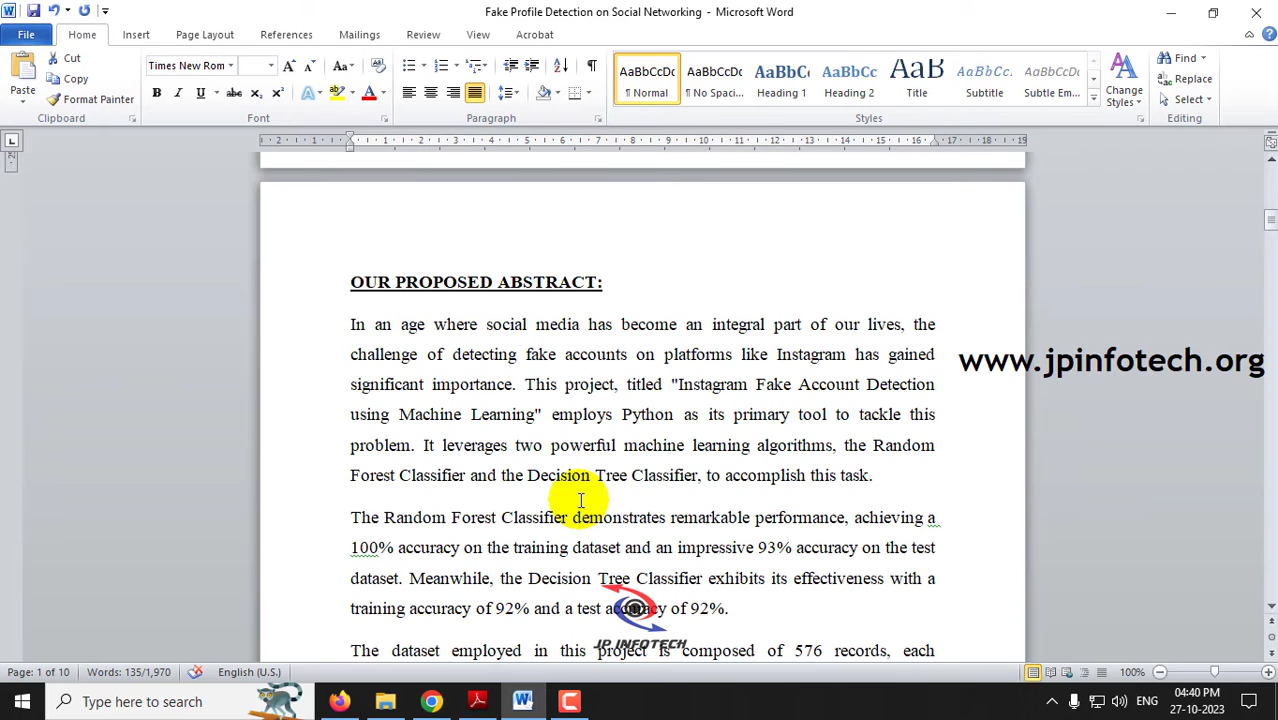 Fake Profile Detection on Social Networking - Microsoft Word
File Home Insert Page Layout References Mailings Review View Acrobat
Cut
Copy
Format Painter
Paste
Times New Rom
AaBbCcDc AaBbCcDc AaBbCc AaBbCc AaB AaBbCcL AaBbCcDc
¶ Normal ¶ No Spaci... Heading 1 Heading 2 Title Subtitle Subtle Em...
Change
Styles
Find
Replace
Select
Clipboard Font Paragraph Styles Editing
OUR PROPOSED ABSTRACT:
In an age where social media has become an integral part of our lives, the
challenge of detecting fake accounts on platforms like Instagram has gained
significant importance. This project, titled "Instagram Fake Account Detection
using Machine Learning" employs Python as its primary tool to tackle this
problem. It leverages two powerful machine learning algorithms, the Random
Forest Classifier and the Decision Tree Classifier, to accomplish this task.
The Random Forest Classifier demonstrates remarkable performance, achieving a
100% accuracy on the training dataset and an impressive 93% accuracy on the test
dataset. Meanwhile, the Decision Tree Classifier exhibits its effectiveness with a
training accuracy of 92% and a test accuracy of 92%.
The dataset employed in this project is composed of 576 records, each
www.jpinfotech.org
JP INFOTECH
Page: 1 of 10 Words: 135/1,970 English (U.S.) 100%
Type here to search
ENG
04:40 PM
27-10-2023